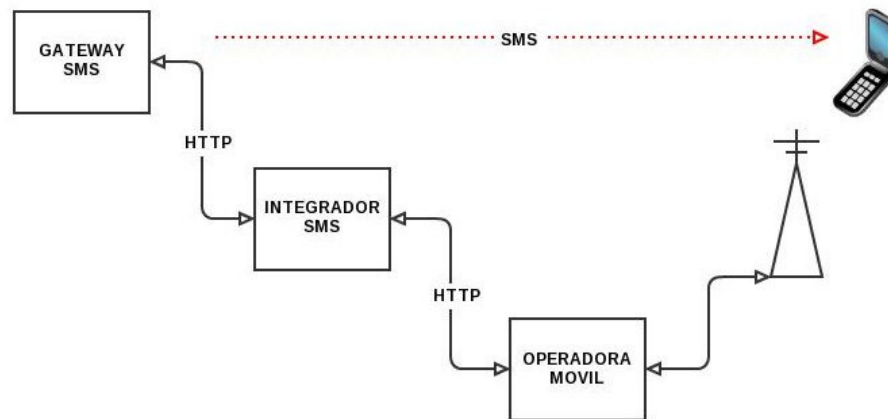 GATEWAY
SMS
SMS
HTTP
INTEGRADOR
SMS
HTTP
OPERADORA
MOVIL